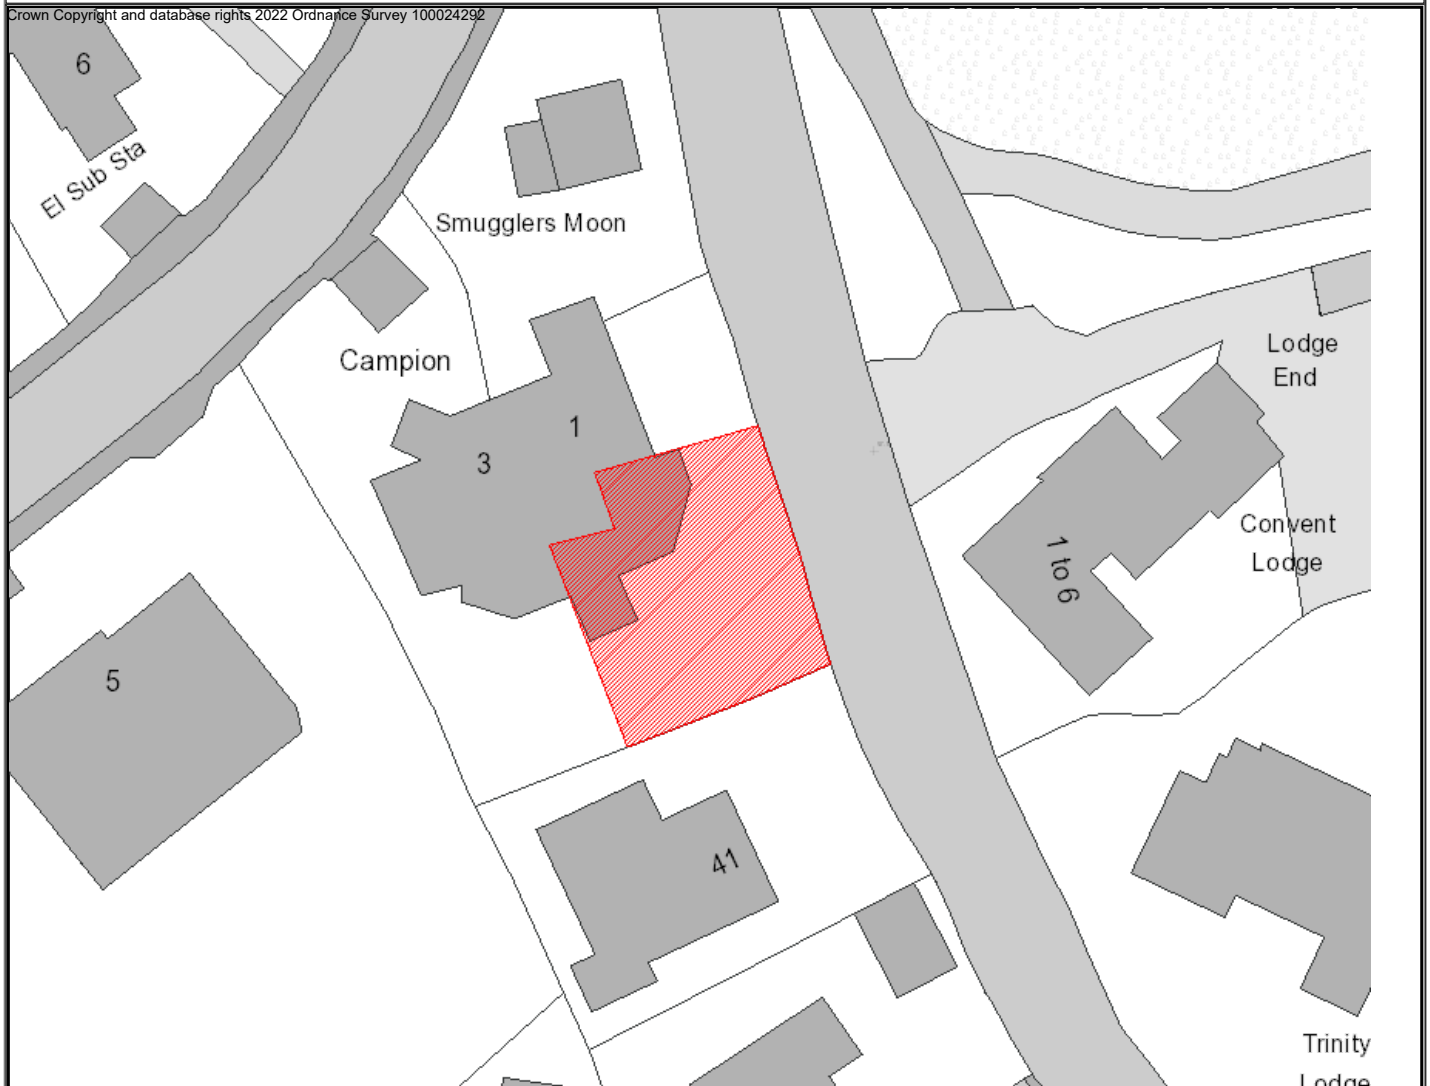 Crown Copyright and database rights 2022 Ordnance Survey 100024292
6
El Sub Sta
Smugglers Moon
Campion
1
3
Lodge
End
Convent
Lodge
1 to 6
5
41
Trinity
Lodge